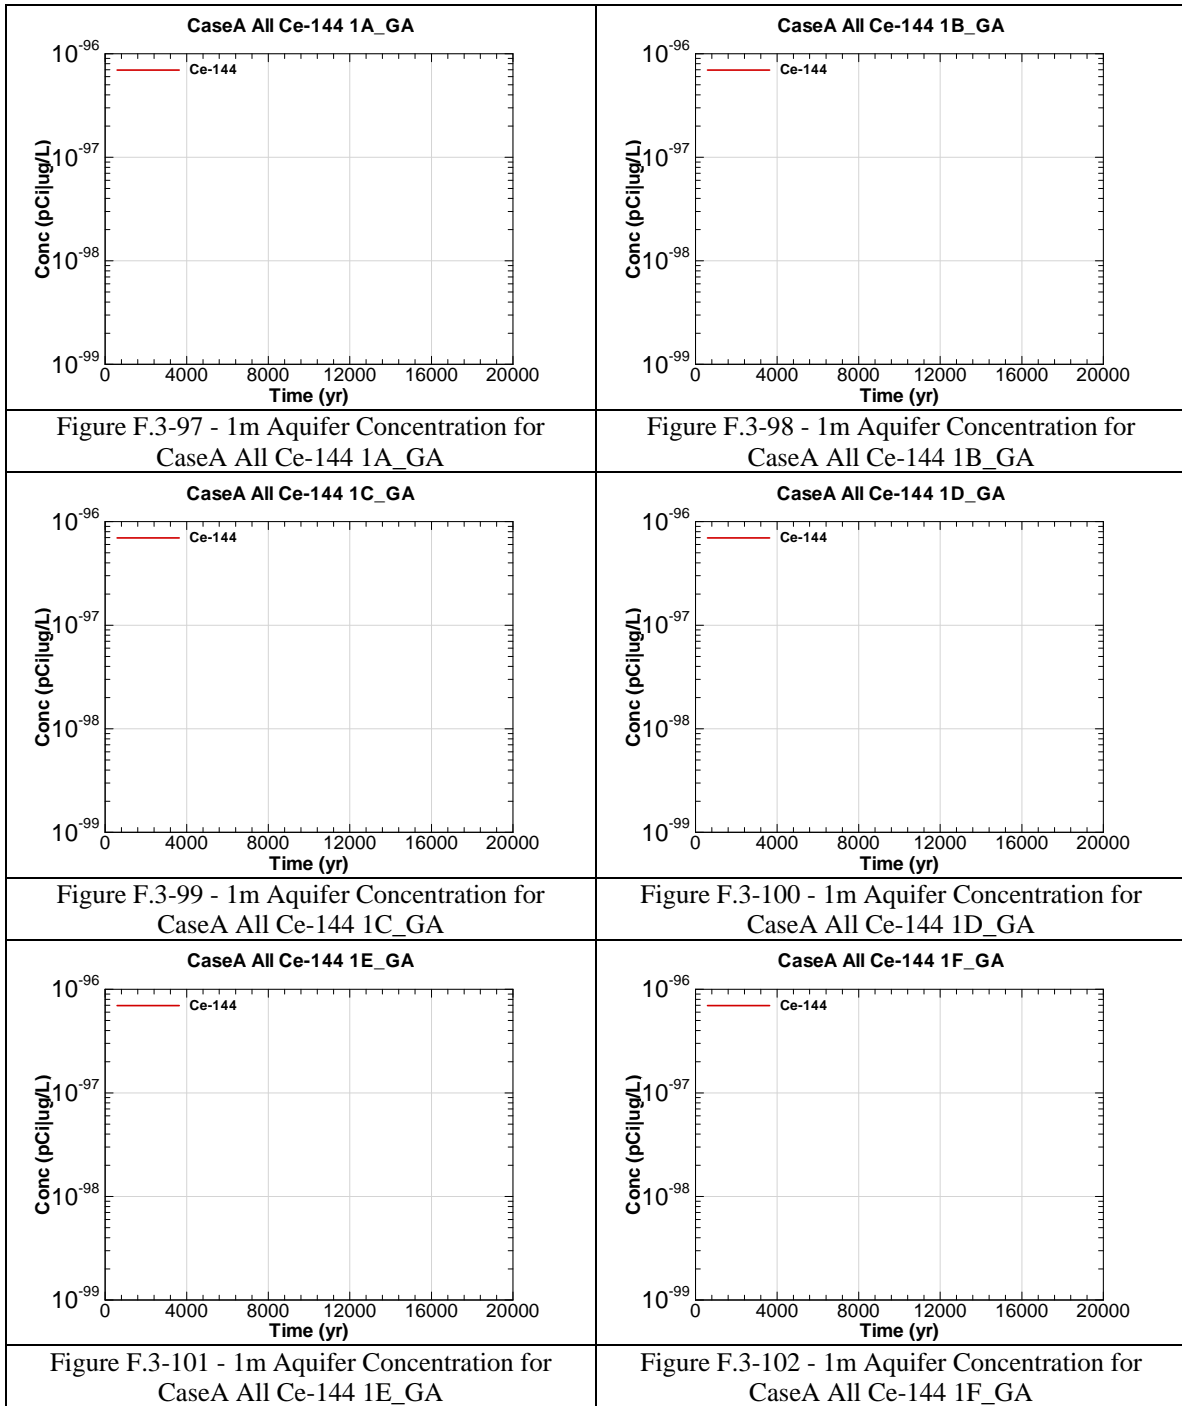 CaseA All Ce-144 1A_GA
10-96
Ce-144
10-97
Conc (pCi|ug/L)
10-98
10-99
0 4000 8000 12000 16000 20000
Time (yr)
Figure F.3-97 - 1m Aquifer Concentration for
CaseA All Ce-144 1A_GA
CaseA All Ce-144 1B_GA
10-96
Ce-144
10-97
Conc (pCi|ug/L)
10-98
10-99
0 4000 8000 12000 16000 20000
Time (yr)
Figure F.3-98 - 1m Aquifer Concentration for
CaseA All Ce-144 1B_GA
CaseA All Ce-144 1C_GA
10-96
Ce-144
10-97
Conc (pCi|ug/L)
10-98
10-99
0 4000 8000 12000 16000 20000
Time (yr)
Figure F.3-99 - 1m Aquifer Concentration for
CaseA All Ce-144 1C_GA
CaseA All Ce-144 1D_GA
10-96
Ce-144
10-97
Conc (pCi|ug/L)
10-98
10-99
0 4000 8000 12000 16000 20000
Time (yr)
Figure F.3-100 - 1m Aquifer Concentration for
CaseA All Ce-144 1D_GA
CaseA All Ce-144 1E_GA
10-96
Ce-144
10-97
Conc (pCi|ug/L)
10-98
10-99
0 4000 8000 12000 16000 20000
Time (yr)
Figure F.3-101 - 1m Aquifer Concentration for
CaseA All Ce-144 1E_GA
CaseA All Ce-144 1F_GA
10-96
Ce-144
10-97
Conc (pCi|ug/L)
10-98
10-99
0 4000 8000 12000 16000 20000
Time (yr)
Figure F.3-102 - 1m Aquifer Concentration for
CaseA All Ce-144 1F_GA